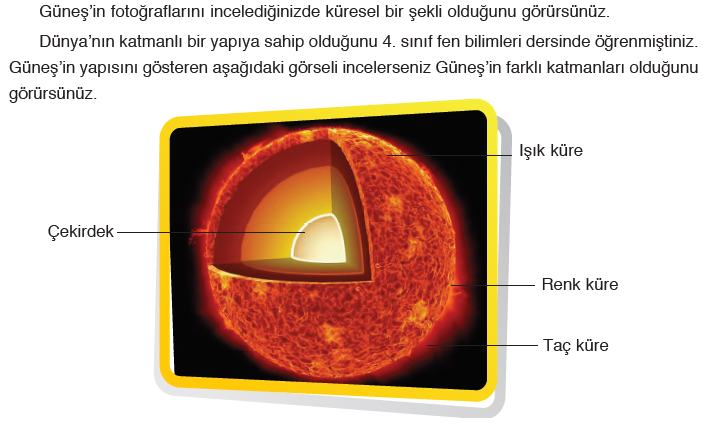 Güneş’in fotoğraflarını incelediğinizde küresel bir şekli olduğunu görürsünüz.
Dünya’nın katmanlı bir yapıya sahip olduğunu 4. sınıf fen bilimleri dersinde öğrenmiştiniz.
Güneş’in yapısını gösteren aşağıdaki görseli incelerseniz Güneş’in farklı katmanları olduğunu
görürsünüz.
Işık küre
Çekirdek
Renk küre
Taç küre